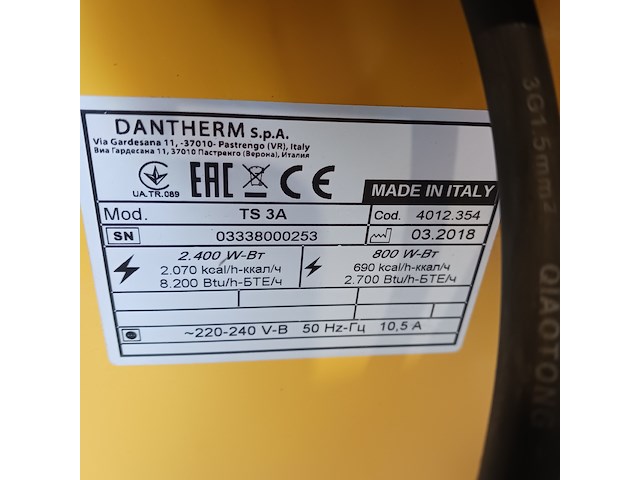 DANTHERM S.p.A.
Via Gardesana 11, -37010- Pastrengo (VR), Italy
Виа Гардесана 11, 37010 Пастренго (Верона), Италия
UA.TR.089
EAC CE
MADE IN ITALY
Mod. TS 3A Cod. 4012.354
SN 03338000253 03.2018
2.400 W-Вт 800 W-Вт
2.070 kcal/h-ккал/ч 690 kcal/h-ккал/ч
8.200 Btu/h-БТЕ/ч 2.700 Btu/h-БТЕ/ч
~220-240 V-В 50 Hz-Гц 10,5 A
3G1.5mm²
QIAOTONG